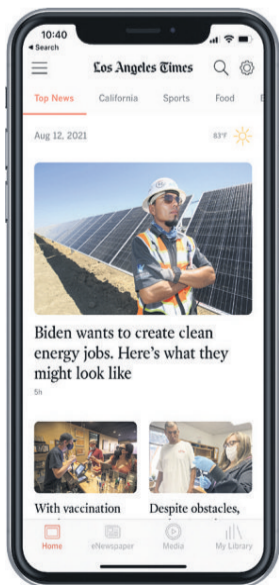 10:40
Search
Los Angeles Times
Top News California Sports Food
Aug 12, 2021
83°F
Biden wants to create clean
energy jobs. Here's what they
might look like
5h
With vaccination
Despite obstacles,
Home eNewspaper Media My Library